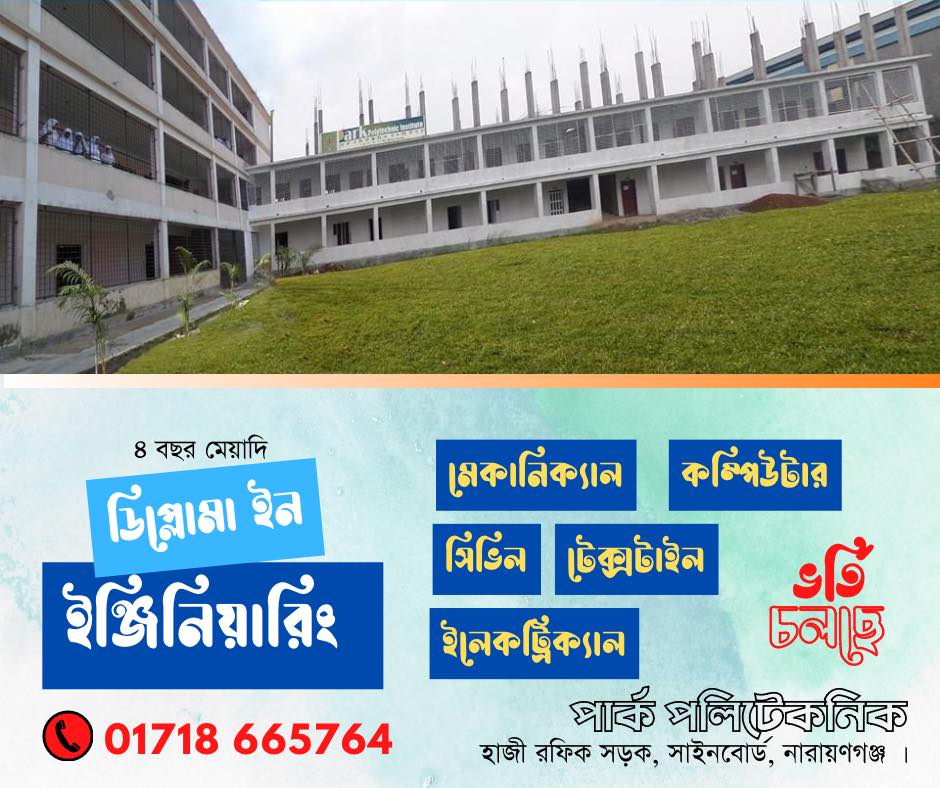 Park
Polytechnic Institute
৪ বছর মেয়াদি
ডিপ্লোমা ইন
ইঞ্জিনিয়ারিং
01718 665764
মেকানিক্যাল
কম্পিউটার
সিভিল
টেক্সটাইল
ইলেকট্রিক্যাল
ভর্তি
চলছে
পার্ক পলিটেকনিক
হাজী রফিক সড়ক, সাইনবোর্ড, নারায়ণগঞ্জ ।